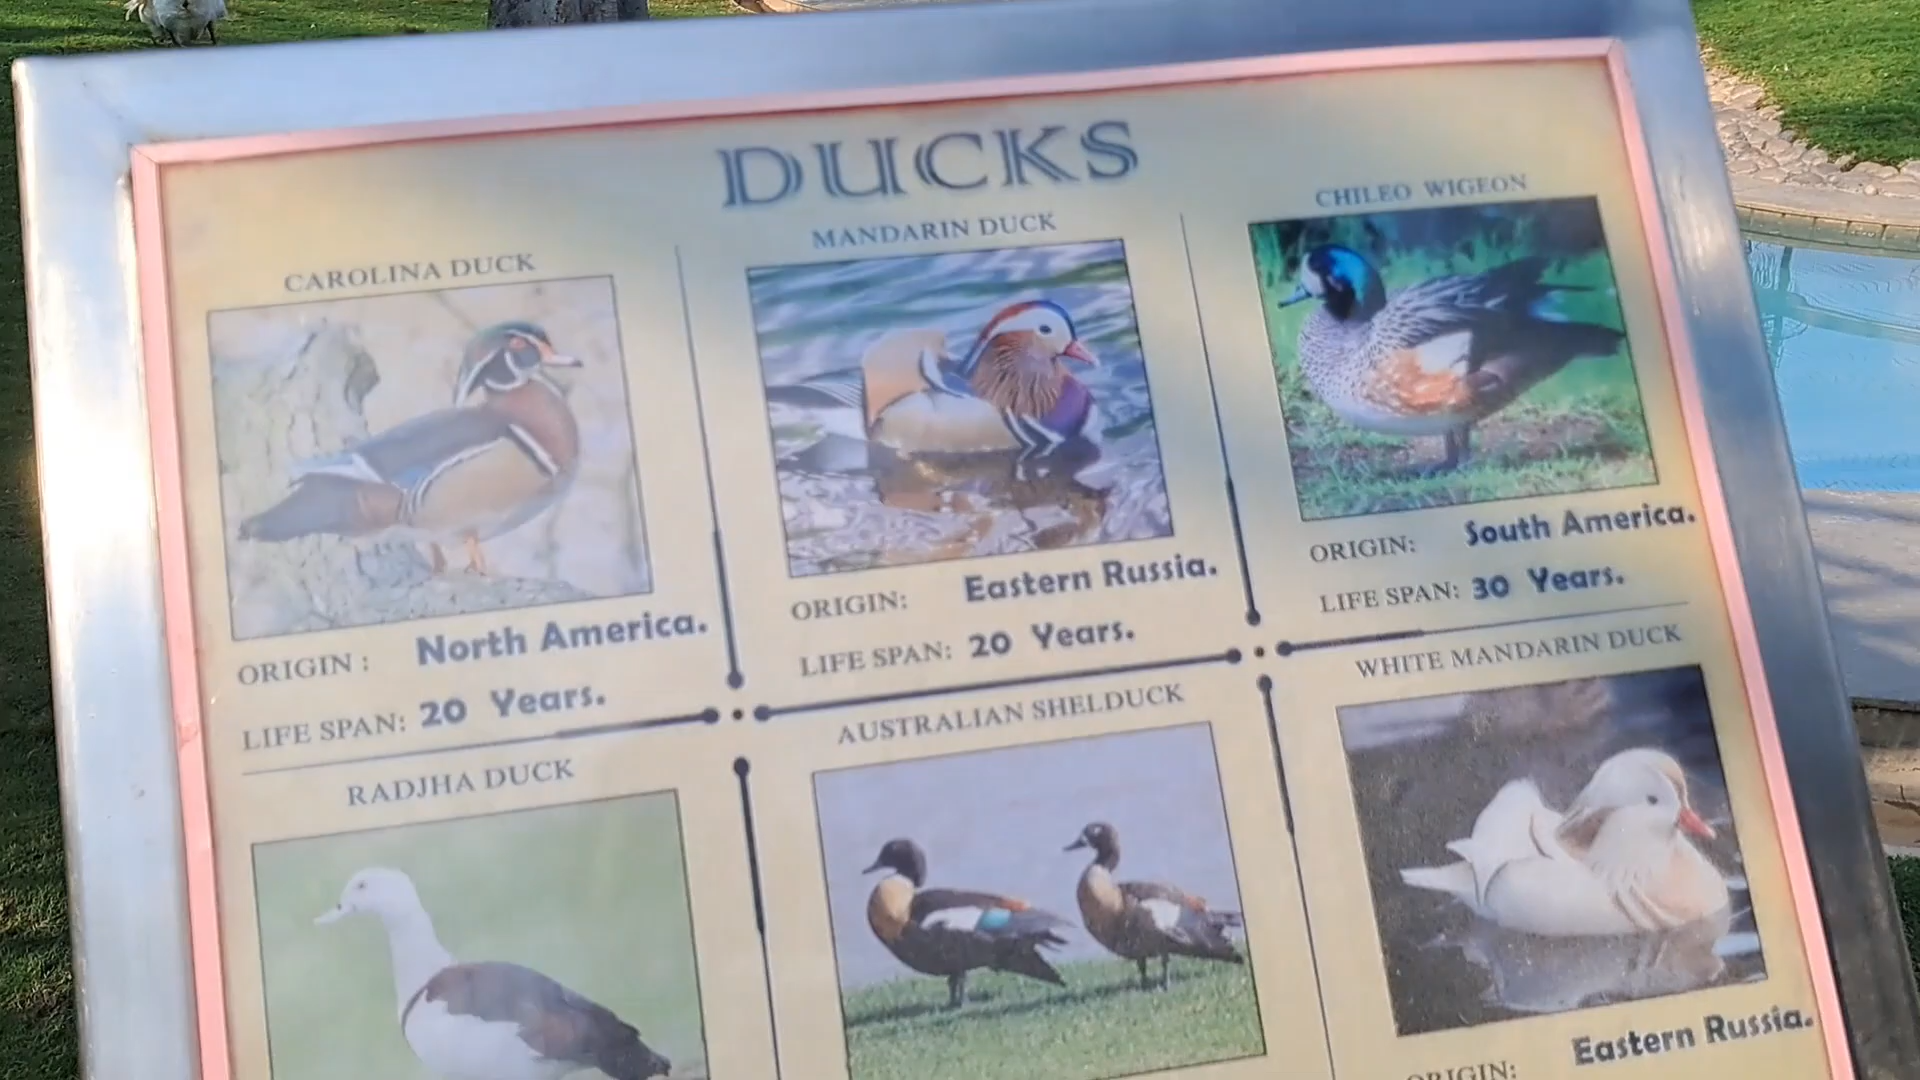 DUCKS
CAROLINA DUCK
ORIGIN : North America.
LIFE SPAN: 20 Years.
MANDARIN DUCK
ORIGIN: Eastern Russia.
LIFE SPAN: 20 Years.
CHILEO WIGEON
ORIGIN: South America.
LIFE SPAN: 30 Years.
RADJHA DUCK
AUSTRALIAN SHELDUCK
WHITE MANDARIN DUCK
ORIGIN: Eastern Russia.